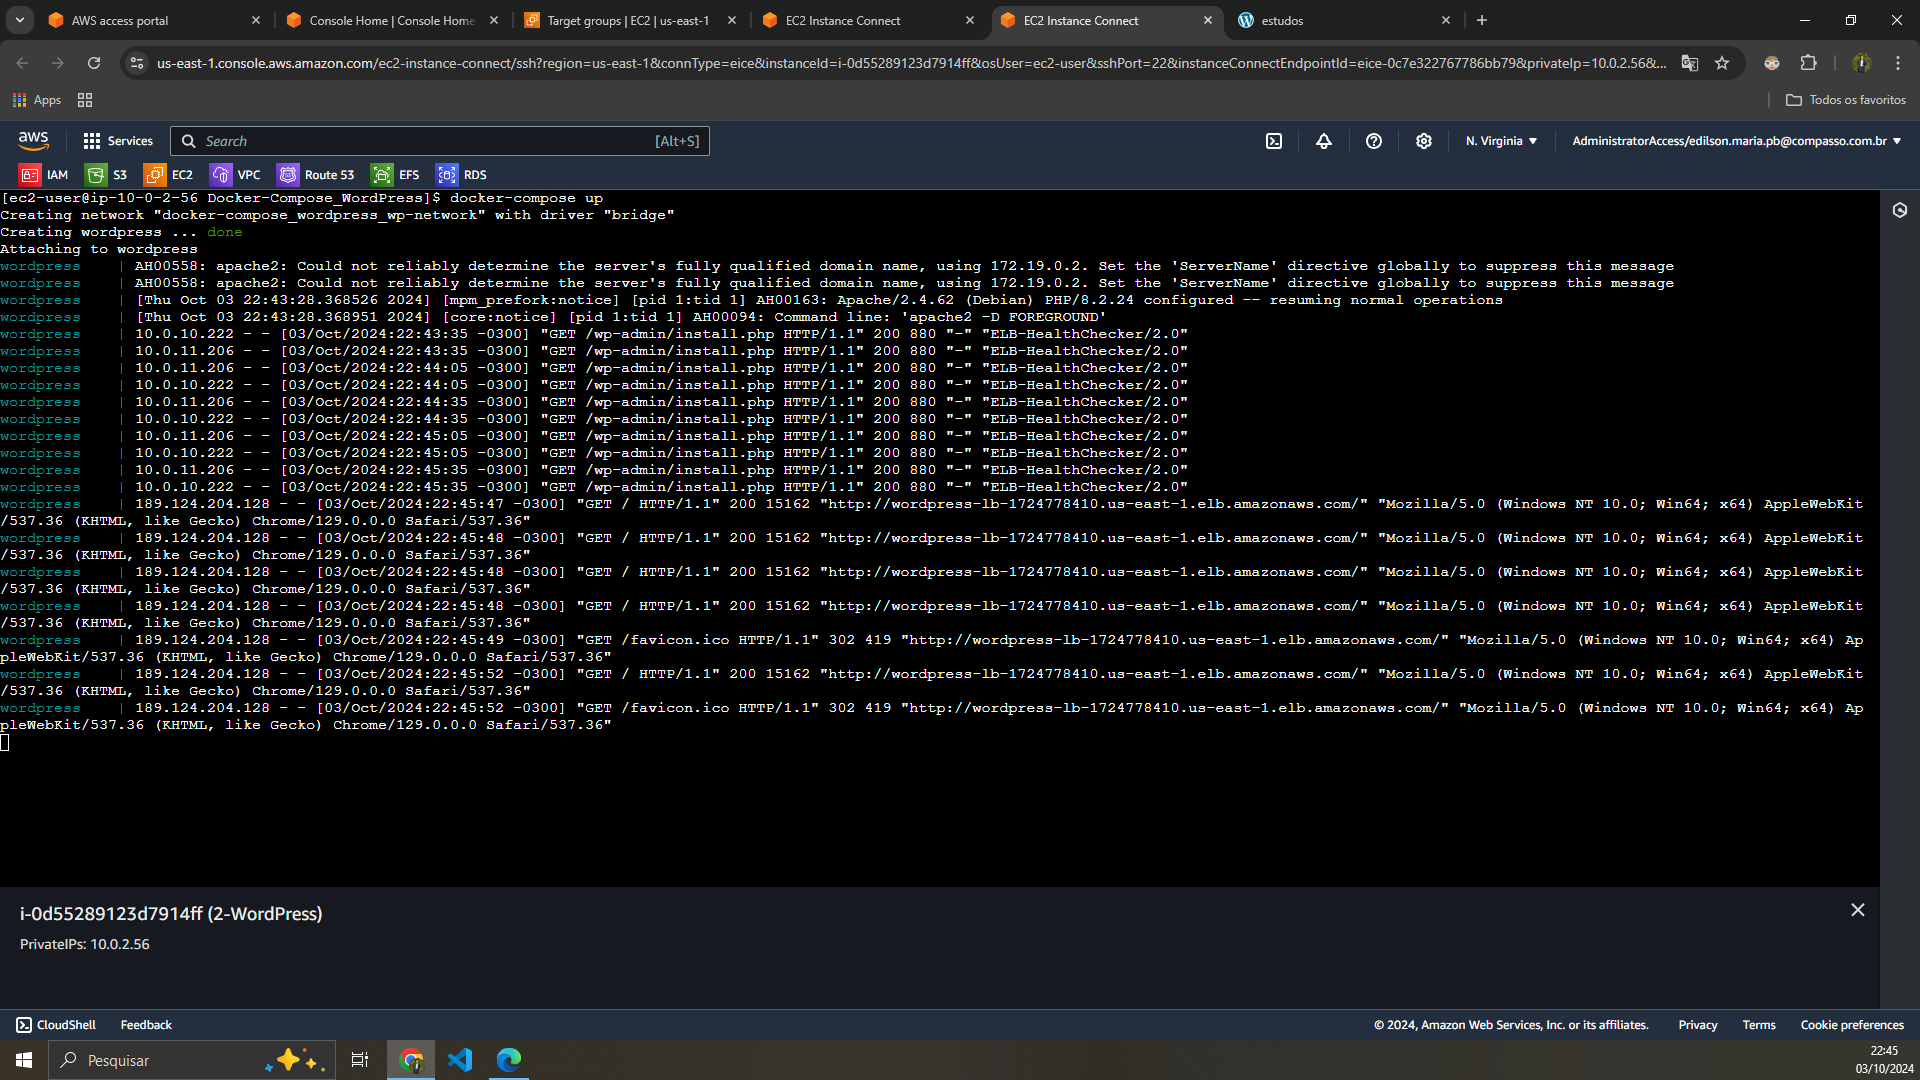 AWS access portal
Console Home | Console Home
Target groups | EC2 | us-east-1
EC2 Instance Connect
EC2 Instance Connect
estudos
us-east-1.console.aws.amazon.com/ec2-instance-connect/ssh?region=us-east-1&connType=eice&instanceId=i-0d55289123d7914ff&osUser=ec2-user&sshPort=22&instanceConnectEndpointId=eice-0c7e322767786bb79&privateIp=10.0.2.56&...
Apps
Todos os favoritos
aws
Services
Search
[Alt+S]
N. Virginia
AdministratorAccess/edilson.maria.pb@compasso.com.br
IAM
S3
EC2
VPC
Route 53
EFS
RDS
[ec2-user@ip-10-0-2-56 Docker-Compose_WordPress]$ docker-compose up
Creating network "docker-compose_wordpress_wp-network" with driver "bridge"
Creating wordpress ... done
Attaching to wordpress
wordpress    | AH00558: apache2: Could not reliably determine the server's fully qualified domain name, using 172.19.0.2. Set the 'ServerName' directive globally to suppress this message
wordpress    | AH00558: apache2: Could not reliably determine the server's fully qualified domain name, using 172.19.0.2. Set the 'ServerName' directive globally to suppress this message
wordpress    | [Thu Oct 03 22:43:28.368526 2024] [mpm_prefork:notice] [pid 1:tid 1] AH00163: Apache/2.4.62 (Debian) PHP/8.2.24 configured -- resuming normal operations
wordpress    | [Thu Oct 03 22:43:28.368951 2024] [core:notice] [pid 1:tid 1] AH00094: Command line: 'apache2 -D FOREGROUND'
wordpress    | 10.0.10.222 - - [03/Oct/2024:22:43:35 -0300] "GET /wp-admin/install.php HTTP/1.1" 200 880 "-" "ELB-HealthChecker/2.0"
wordpress    | 10.0.11.206 - - [03/Oct/2024:22:43:35 -0300] "GET /wp-admin/install.php HTTP/1.1" 200 880 "-" "ELB-HealthChecker/2.0"
wordpress    | 10.0.11.206 - - [03/Oct/2024:22:44:05 -0300] "GET /wp-admin/install.php HTTP/1.1" 200 880 "-" "ELB-HealthChecker/2.0"
wordpress    | 10.0.10.222 - - [03/Oct/2024:22:44:05 -0300] "GET /wp-admin/install.php HTTP/1.1" 200 880 "-" "ELB-HealthChecker/2.0"
wordpress    | 10.0.11.206 - - [03/Oct/2024:22:44:35 -0300] "GET /wp-admin/install.php HTTP/1.1" 200 880 "-" "ELB-HealthChecker/2.0"
wordpress    | 10.0.10.222 - - [03/Oct/2024:22:44:35 -0300] "GET /wp-admin/install.php HTTP/1.1" 200 880 "-" "ELB-HealthChecker/2.0"
wordpress    | 10.0.11.206 - - [03/Oct/2024:22:45:05 -0300] "GET /wp-admin/install.php HTTP/1.1" 200 880 "-" "ELB-HealthChecker/2.0"
wordpress    | 10.0.10.222 - - [03/Oct/2024:22:45:05 -0300] "GET /wp-admin/install.php HTTP/1.1" 200 880 "-" "ELB-HealthChecker/2.0"
wordpress    | 10.0.11.206 - - [03/Oct/2024:22:45:35 -0300] "GET /wp-admin/install.php HTTP/1.1" 200 880 "-" "ELB-HealthChecker/2.0"
wordpress    | 10.0.10.222 - - [03/Oct/2024:22:45:35 -0300] "GET /wp-admin/install.php HTTP/1.1" 200 880 "-" "ELB-HealthChecker/2.0"
wordpress    | 189.124.204.128 - - [03/Oct/2024:22:45:47 -0300] "GET / HTTP/1.1" 200 15162 "http://wordpress-lb-1724778410.us-east-1.elb.amazonaws.com/" "Mozilla/5.0 (Windows NT 10.0; Win64; x64) AppleWebKit
/537.36 (KHTML, like Gecko) Chrome/129.0.0.0 Safari/537.36"
wordpress    | 189.124.204.128 - - [03/Oct/2024:22:45:48 -0300] "GET / HTTP/1.1" 200 15162 "http://wordpress-lb-1724778410.us-east-1.elb.amazonaws.com/" "Mozilla/5.0 (Windows NT 10.0; Win64; x64) AppleWebKit
/537.36 (KHTML, like Gecko) Chrome/129.0.0.0 Safari/537.36"
wordpress    | 189.124.204.128 - - [03/Oct/2024:22:45:48 -0300] "GET / HTTP/1.1" 200 15162 "http://wordpress-lb-1724778410.us-east-1.elb.amazonaws.com/" "Mozilla/5.0 (Windows NT 10.0; Win64; x64) AppleWebKit
/537.36 (KHTML, like Gecko) Chrome/129.0.0.0 Safari/537.36"
wordpress    | 189.124.204.128 - - [03/Oct/2024:22:45:48 -0300] "GET / HTTP/1.1" 200 15162 "http://wordpress-lb-1724778410.us-east-1.elb.amazonaws.com/" "Mozilla/5.0 (Windows NT 10.0; Win64; x64) AppleWebKit
/537.36 (KHTML, like Gecko) Chrome/129.0.0.0 Safari/537.36"
wordpress    | 189.124.204.128 - - [03/Oct/2024:22:45:49 -0300] "GET /favicon.ico HTTP/1.1" 302 419 "http://wordpress-lb-1724778410.us-east-1.elb.amazonaws.com/" "Mozilla/5.0 (Windows NT 10.0; Win64; x64) Ap
pleWebKit/537.36 (KHTML, like Gecko) Chrome/129.0.0.0 Safari/537.36"
wordpress    | 189.124.204.128 - - [03/Oct/2024:22:45:52 -0300] "GET / HTTP/1.1" 200 15162 "http://wordpress-lb-1724778410.us-east-1.elb.amazonaws.com/" "Mozilla/5.0 (Windows NT 10.0; Win64; x64) AppleWebKit
/537.36 (KHTML, like Gecko) Chrome/129.0.0.0 Safari/537.36"
wordpress    | 189.124.204.128 - - [03/Oct/2024:22:45:52 -0300] "GET /favicon.ico HTTP/1.1" 302 419 "http://wordpress-lb-1724778410.us-east-1.elb.amazonaws.com/" "Mozilla/5.0 (Windows NT 10.0; Win64; x64) Ap
pleWebKit/537.36 (KHTML, like Gecko) Chrome/129.0.0.0 Safari/537.36"
i-0d55289123d7914ff (2-WordPress)
PrivateIPs: 10.0.2.56
CloudShell
Feedback
© 2024, Amazon Web Services, Inc. or its affiliates.
Privacy
Terms
Cookie preferences
Pesquisar
22:45
03/10/2024